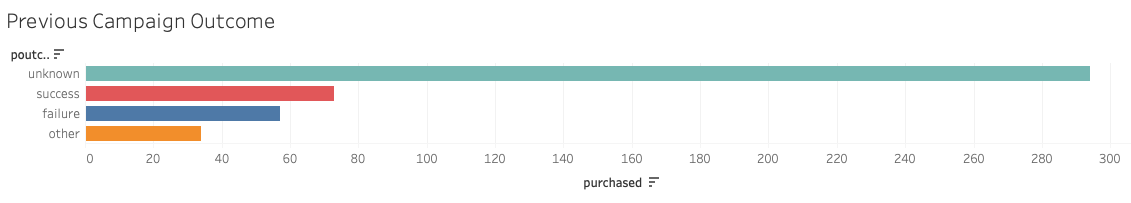 Previous Campaign Outcome
poutc..
unknown
success
failure
other
0 20 40 60 80 100 120 140 160 180 200 220 240 260 280 300
purchased